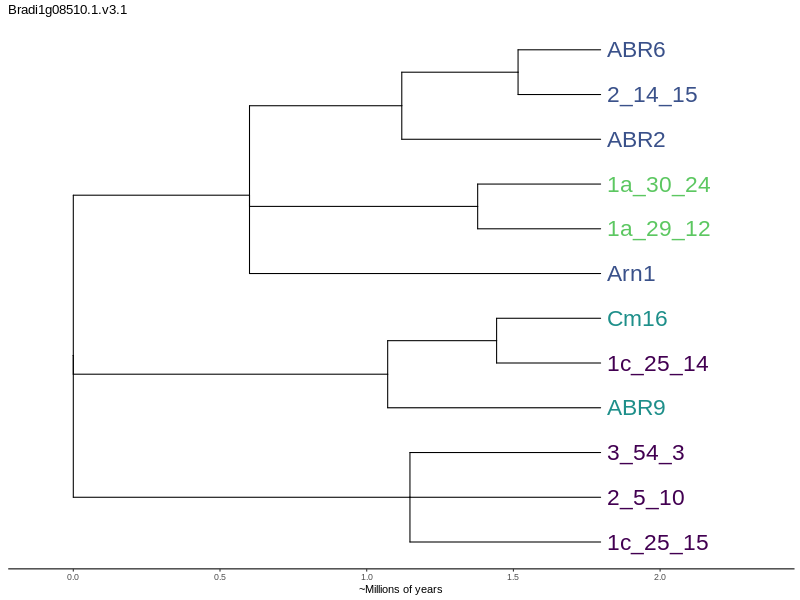 Bradi1g08510.1.v3.1
ABR6
2_14_15
ABR2
1a_30_24
1a_29_12
Arn1
Cm16
1c_25_14
ABR9
3_54_3
2_5_10
1c_25_15
0.0 0.5 1.0 1.5 2.0
~Millions of years